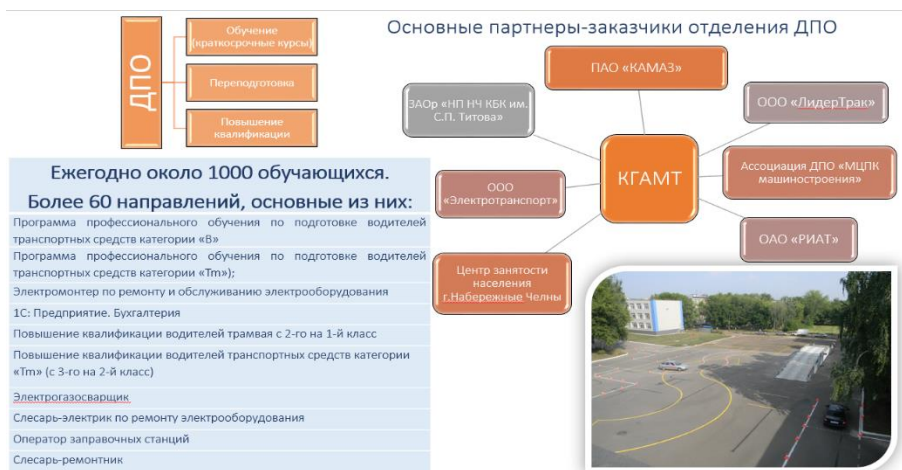 ДПО
Обучение
(краткосрочные курсы)
Переподготовка
Повышение
квалификации
Основные партнеры-заказчики отделения ДПО
ПАО «КАМАЗ»
ЗАОр «НП НЧ КБК им.
С.П. Титова»
ООО «ЛидерТрак»
КГАМТ
Ассоциация ДПО «МЦПК
машиностроения»
ООО
«Электротранспорт»
ОАО «РИАТ»
Центр занятости
населения
г.Набережные Челны
Ежегодно около 1000 обучающихся.
Более 60 направлений, основные из них:
Программа профессионального обучения по подготовке водителей
транспортных средств категории «В»
Программа профессионального обучения по подготовке водителей
транспортных средств категории «Tm»);
Электромонтер по ремонту и обслуживанию электрооборудования
1С: Предприятие. Бухгалтерия
Повышение квалификации водителей трамвая с 2-го на 1-й класс
Повышение квалификации водителей транспортных средств категории
«Tm» (с 3-го на 2-й класс)
Электрогазосварщик
Слесарь-электрик по ремонту электрооборудования
Оператор заправочных станций
Слесарь-ремонтник